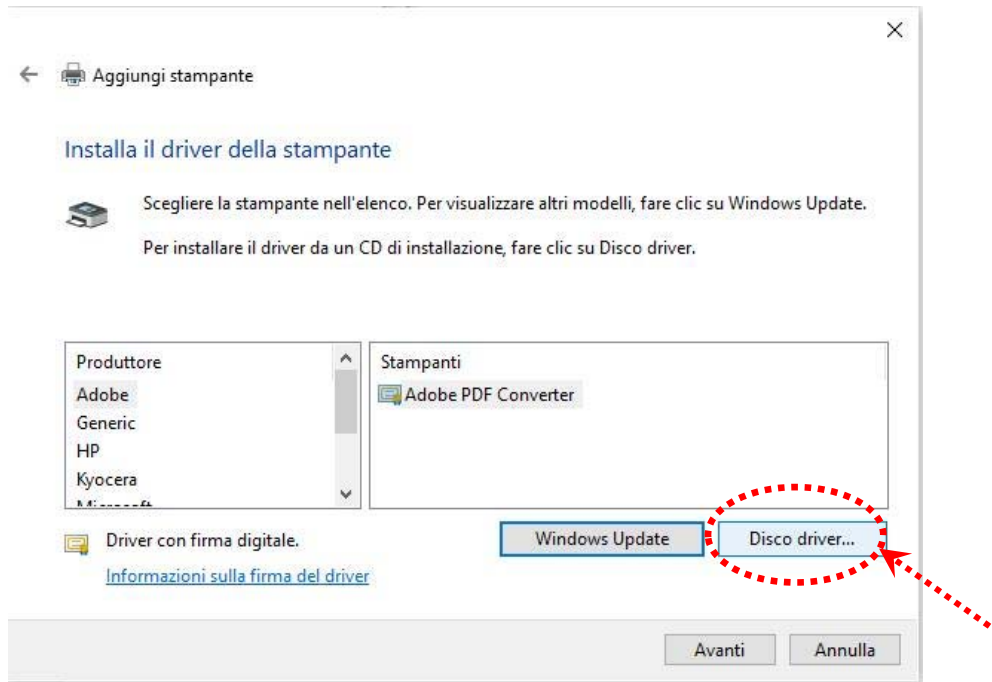 Aggiungi stampante
Installa il driver della stampante
Scegliere la stampante nell'elenco. Per visualizzare altri modelli, fare clic su Windows Update.
Per installare il driver da un CD di installazione, fare clic su Disco driver.
Produttore
Adobe
Generic
HP
Kyocera
Microsoft
Stampanti
Adobe PDF Converter
Driver con firma digitale.
Informazioni sulla firma del driver
Windows Update
Disco driver...
Avanti
Annulla